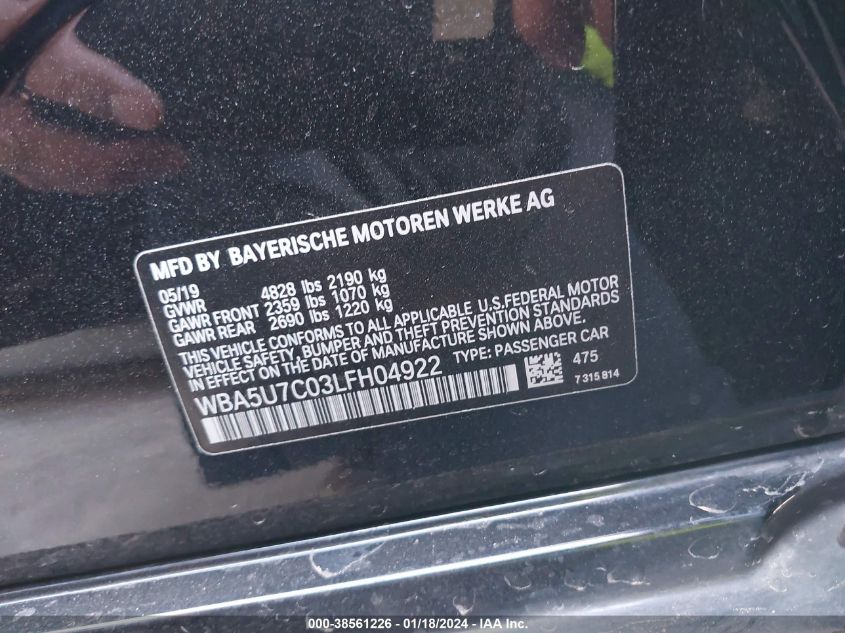 MFD BY BAYERISCHE MOTOREN WERKE AG
05/19
GVWR 4828 lbs 2190 kg
GAWR FRONT 2359 lbs 1070 kg
GAWR REAR 2690 lbs 1220 kg
THIS VEHICLE CONFORMS TO ALL APPLICABLE U.S.FEDERAL MOTOR
VEHICLE SAFETY, BUMPER AND THEFT PREVENTION STANDARDS
IN EFFECT ON THE DATE OF MANUFACTURE SHOWN ABOVE.
WBA5U7C03LFH04922 TYPE: PASSENGER CAR
475
7 315 814
000-38561226 - 01/18/2024 - IAA Inc.